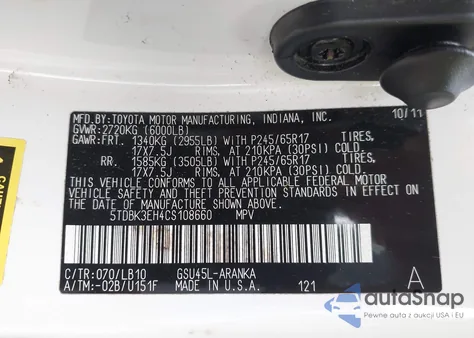 MFD. BY: TOYOTA MOTOR MANUFACTURING, INDIANA, INC. 10/11
GVWR: 2720KG (6000LB)
GAWR: FRT. 1340KG (2955LB) WITH P245/65R17 TIRES,
17X7.5J RIMS, AT 210KPA (30PSI) COLD
RR. 1585KG (3505LB) WITH P245/65R17 TIRES,
17X7.5J RIMS, AT 210KPA (30PSI) COLD
THIS VEHICLE CONFORMS TO ALL APPLICABLE FEDERAL MOTOR
VEHICLE SAFETY AND THEFT PREVENTION STANDARDS IN
EFFECT ON THE DATE OF MANUFACTURE SHOWN ABOVE.
5TDBK3EH4CS108660 MPV
C/TR:070/LB10 GSU45L-ARANKA A
A/TM:-02B/U151F MADE IN U.S.A. 121
autaSnap
Pewne auta z aukcji USA i EU